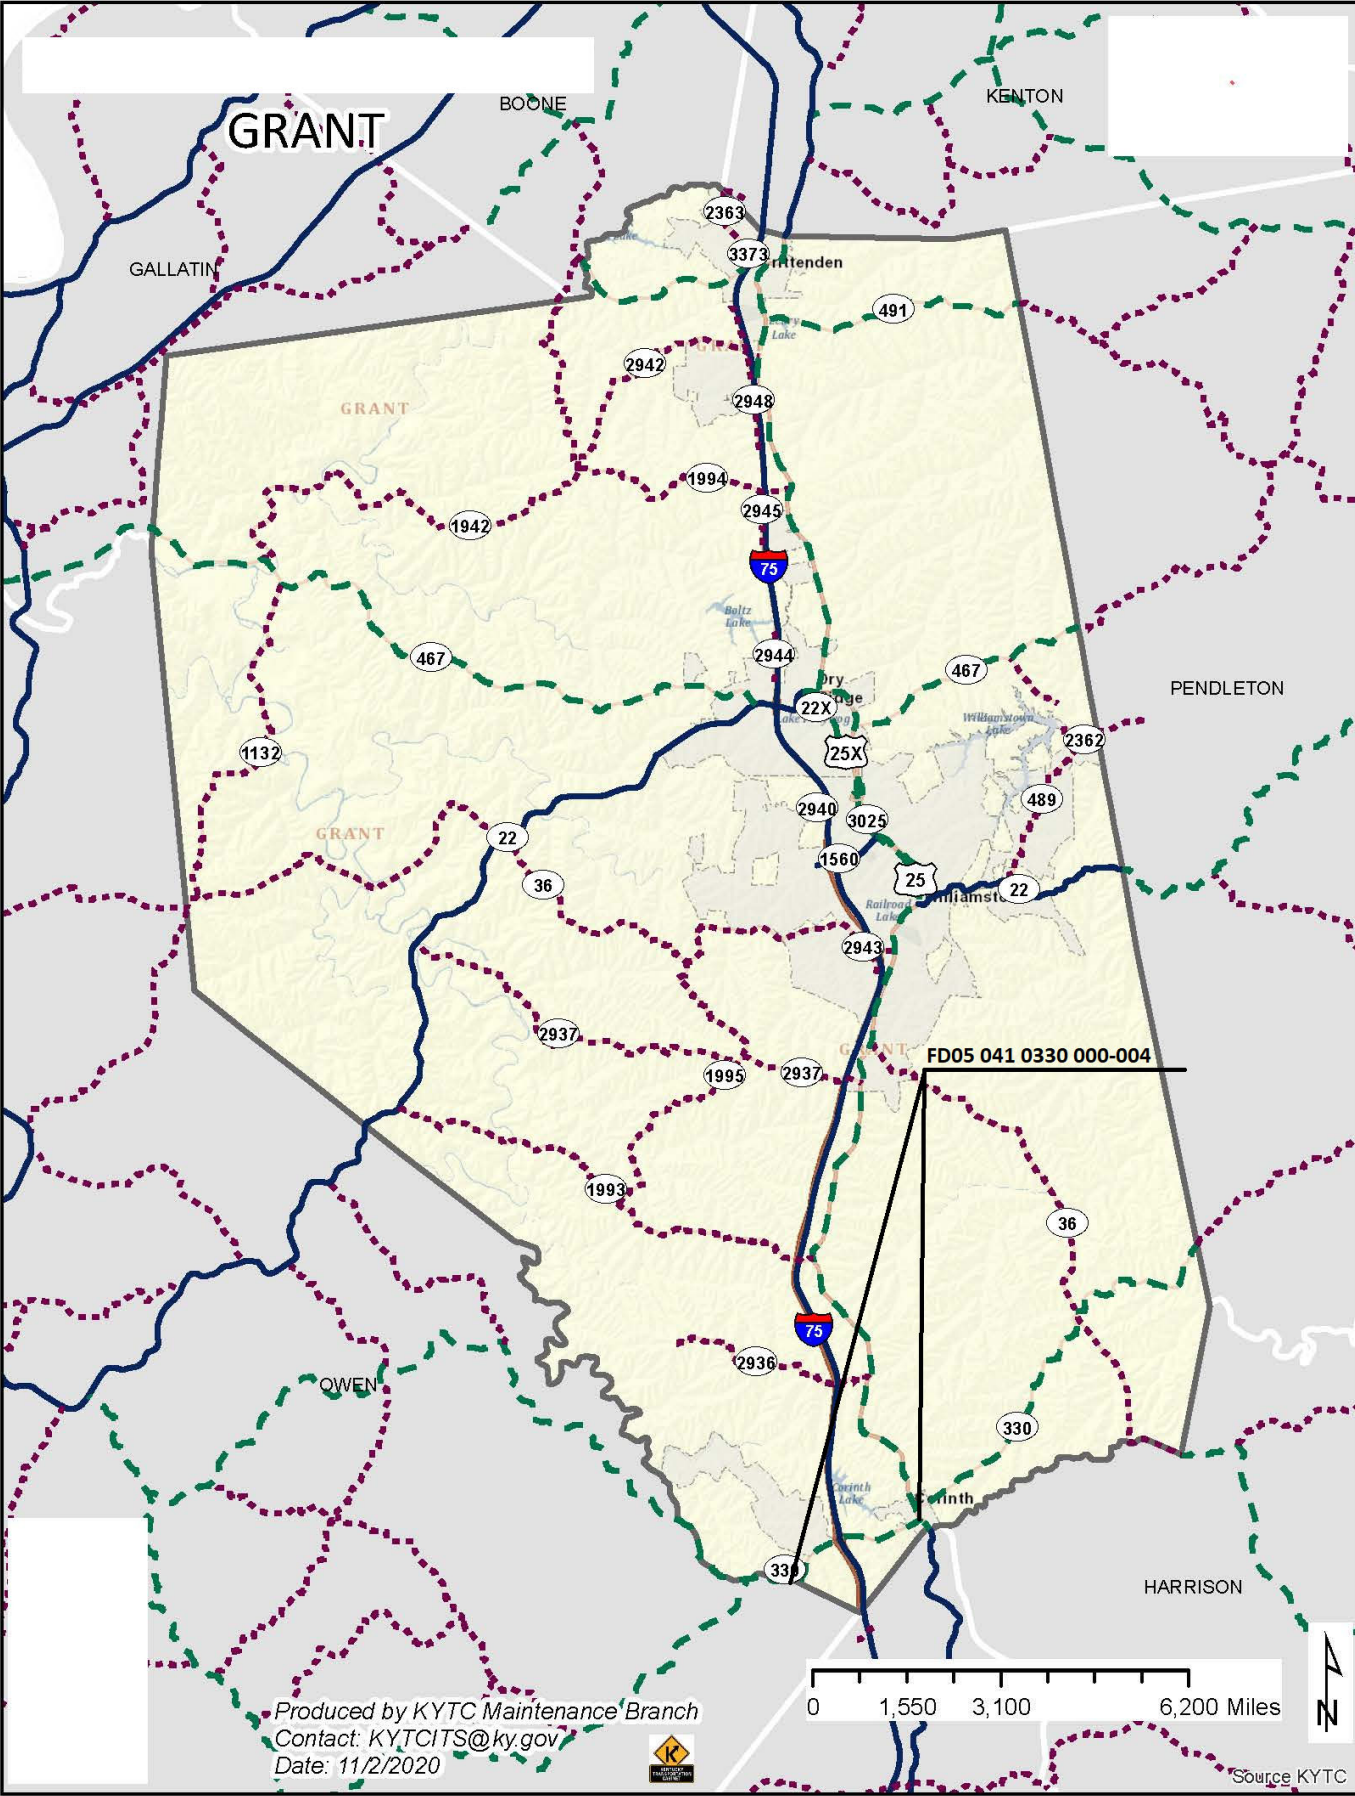 BOONE
KENTON
GRANT
2363
GALLATIN
3373
rittenden
Lake
491
Lake
2942
2948
GRANT
1994
2945
1942
75
Boltz
Lake
2944
467
467
Dry
22X
PENDLETON
Williamstown
Lake
2362
25X
1132
489
2940
3025
GRANT
22
1560
36
25
22
Railroad
Lake
2943
2937
GRANT
FD05 041 0330 000-004
1995
2937
1993
36
75
2936
OWEN
330
Corinth
Lake
Corinth
330
HARRISON
0 1,550 3,100 6,200 Miles
N
Produced by KYTC Maintenance Branch
Contact: KYTCITS@ky.gov
Date: 11/2/2020
Source KYTC